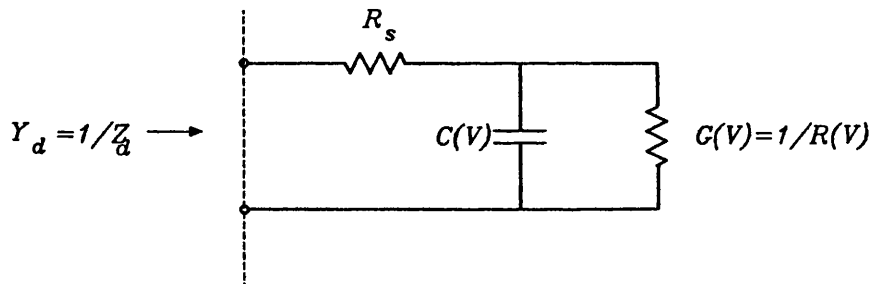 R_s
Y_d = 1/Z_d
C(V)
G(V)=1/R(V)